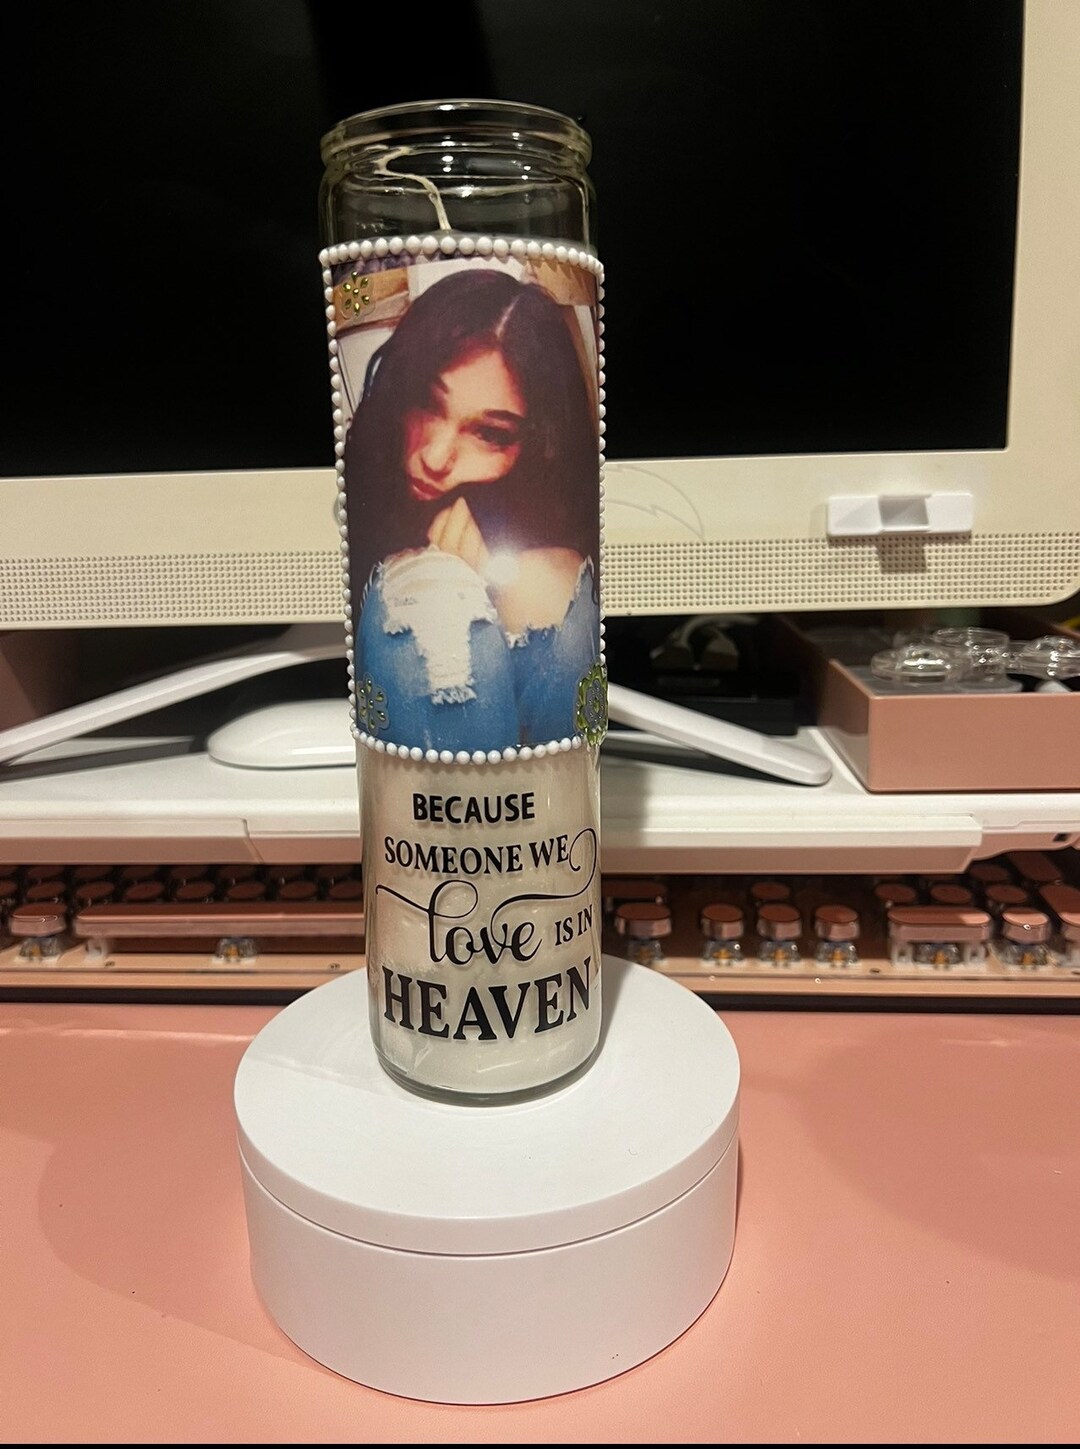 BECAUSE
SOMEONE WE
love IS IN
HEAVEN